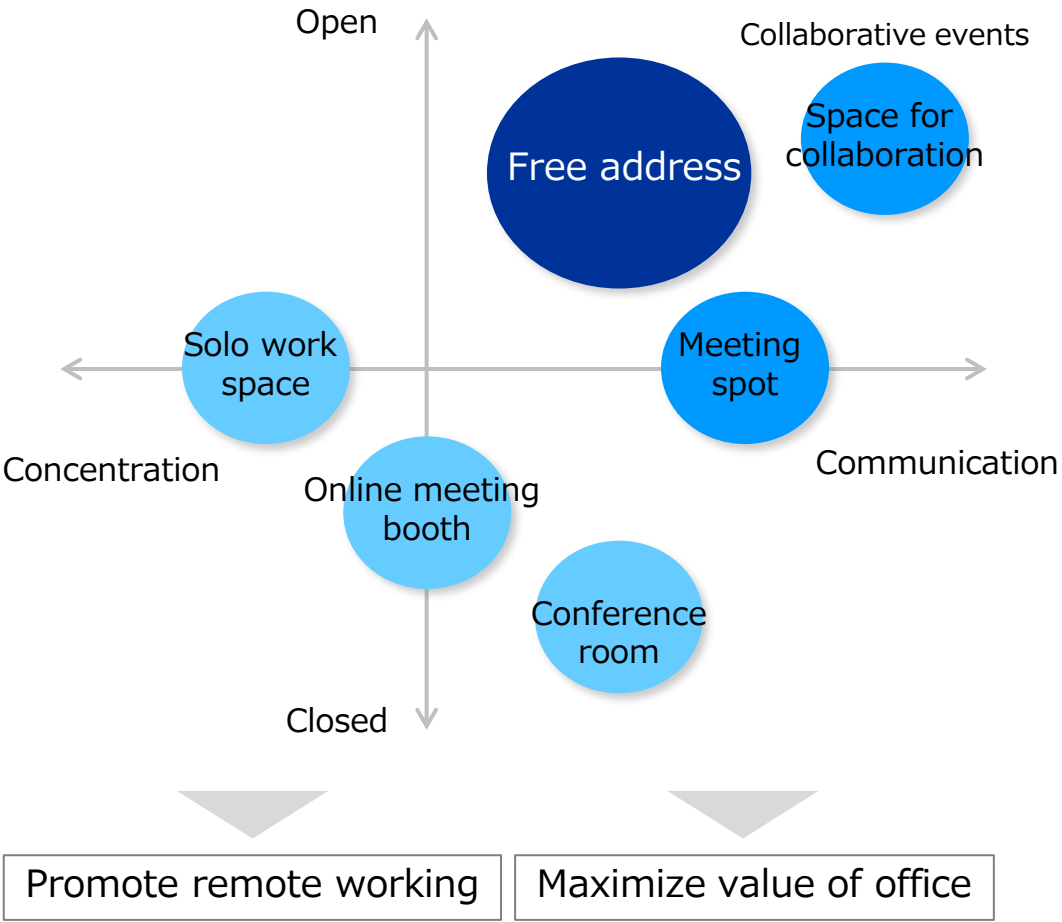 Open
Collaborative events
Space for
collaboration
Free address
Solo work
space
Meeting
spot
Concentration
Communication
Online meeting
booth
Conference
room
Closed
Promote remote working
Maximize value of office